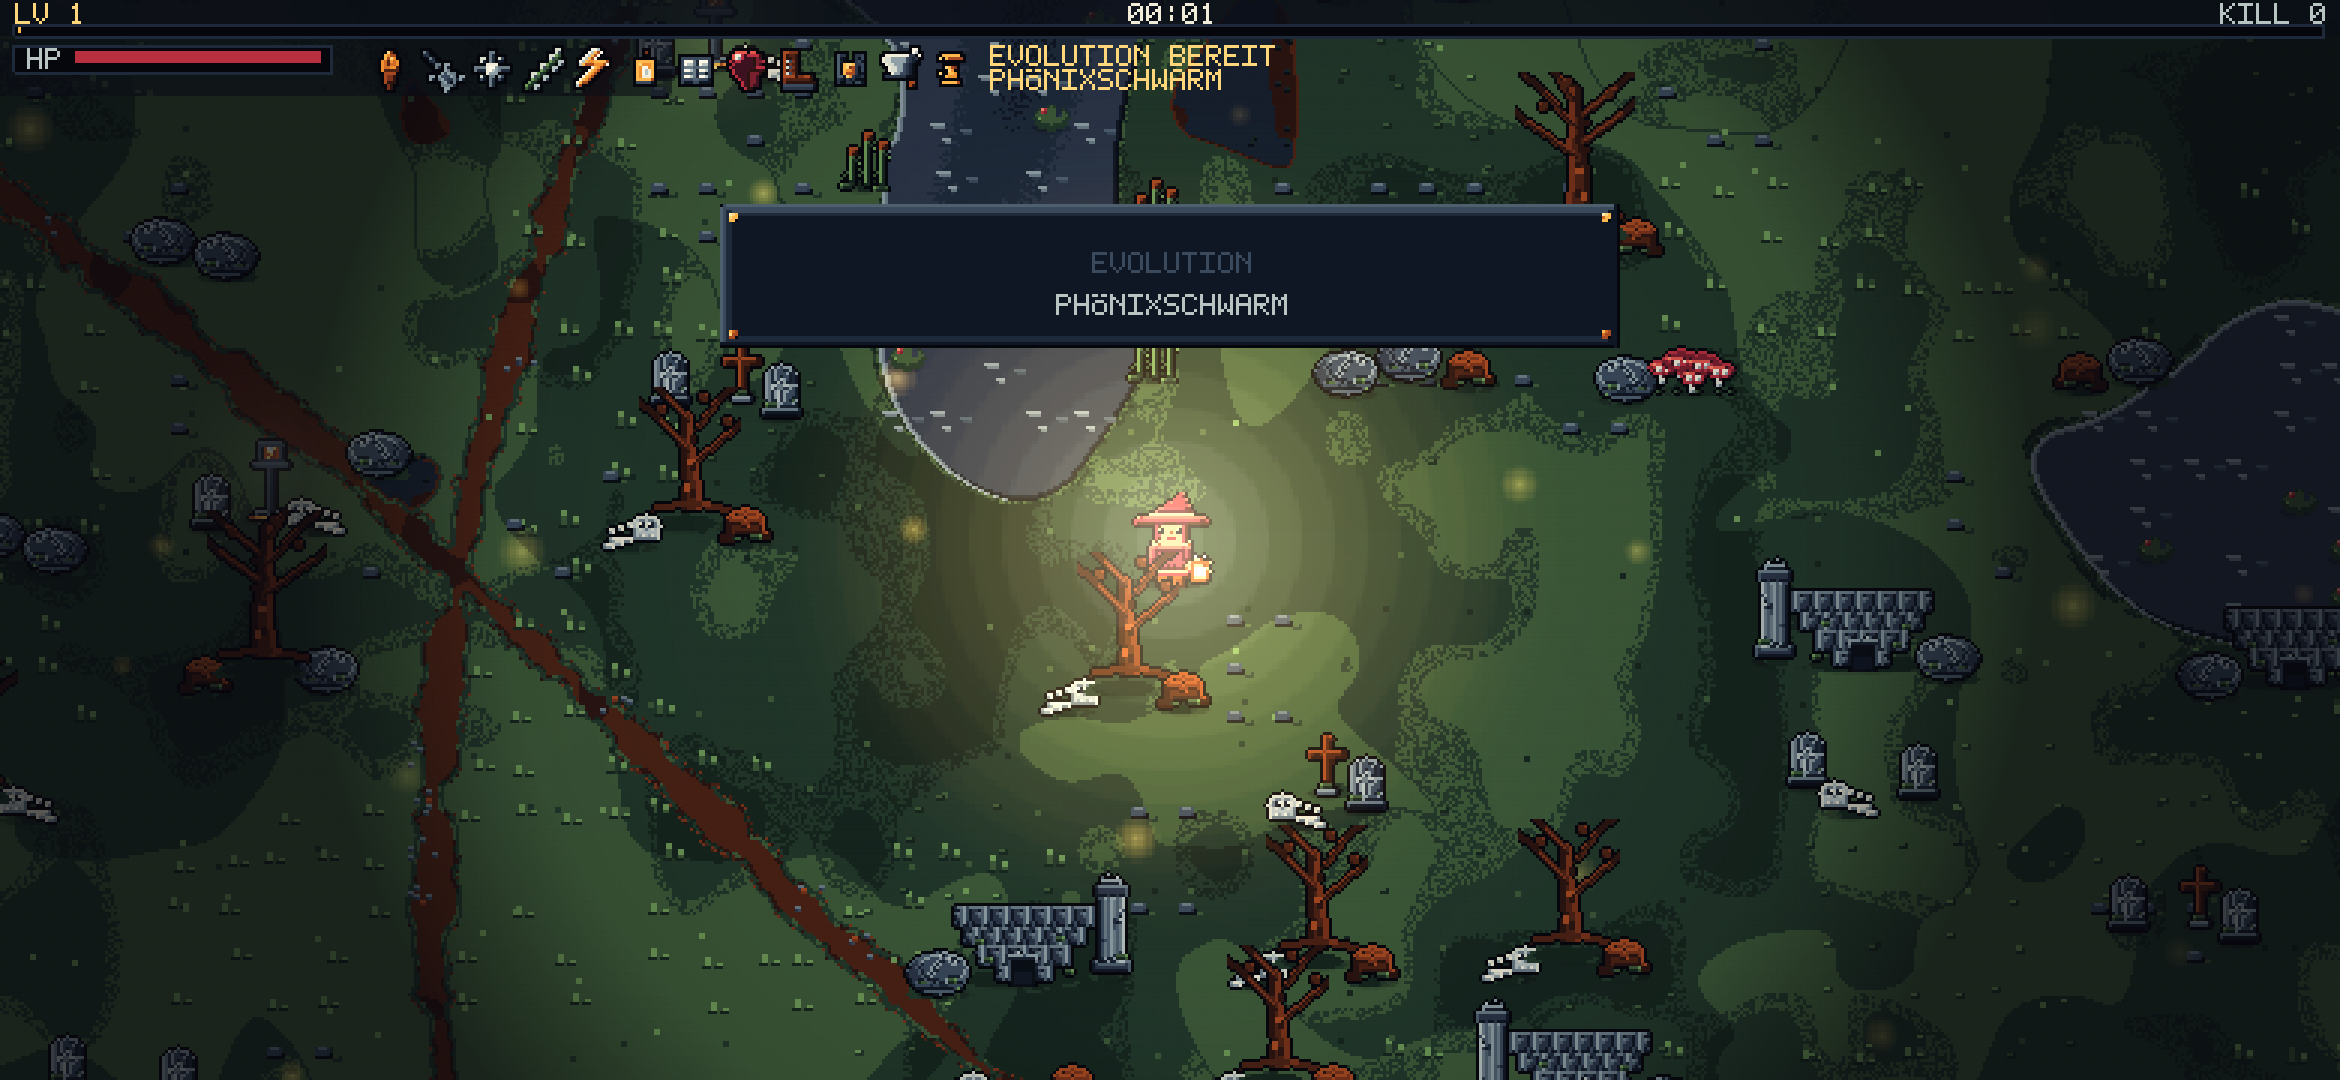 LV 1
00:01
KILL 0
HP
EVOLUTION BEREIT
PHöNIXSCHWARM
EVOLUTION
PHöNIXSCHWARM